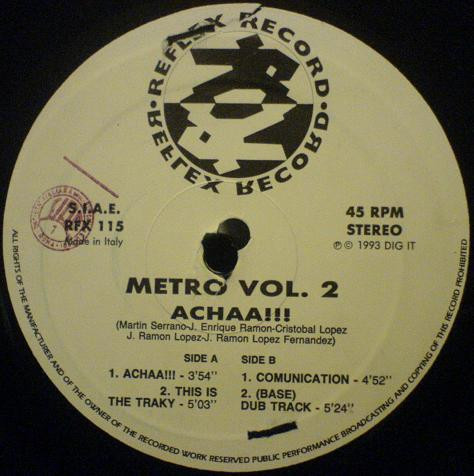 •REFLEX RECORD•
REFLEX RECORD
S.I.A.E.
RFX 115
Made in Italy
45 RPM
STEREO
℗ © 1993 DIG IT
METRO VOL. 2
ACHAA!!!
(Martin Serrano-J. Enrique Ramon-Cristobal Lopez
J. Ramon Lopez-J. Ramon Lopez Fernandez)
SIDE A
1. ACHAA!!! - 3'54"
2. THIS IS
THE TRAKY - 5'03"
SIDE B
1. COMUNICATION - 4'52"
2. (BASE)
DUB TRACK - 5'24"
ALL RIGHTS OF THE MANUFACTURER AND OF THE OWNER OF THE RECORDED WORK RESERVED PUBLIC PERFORMANCE BROADCASTING AND COPYING OF THIS RECORD PROHIBITED